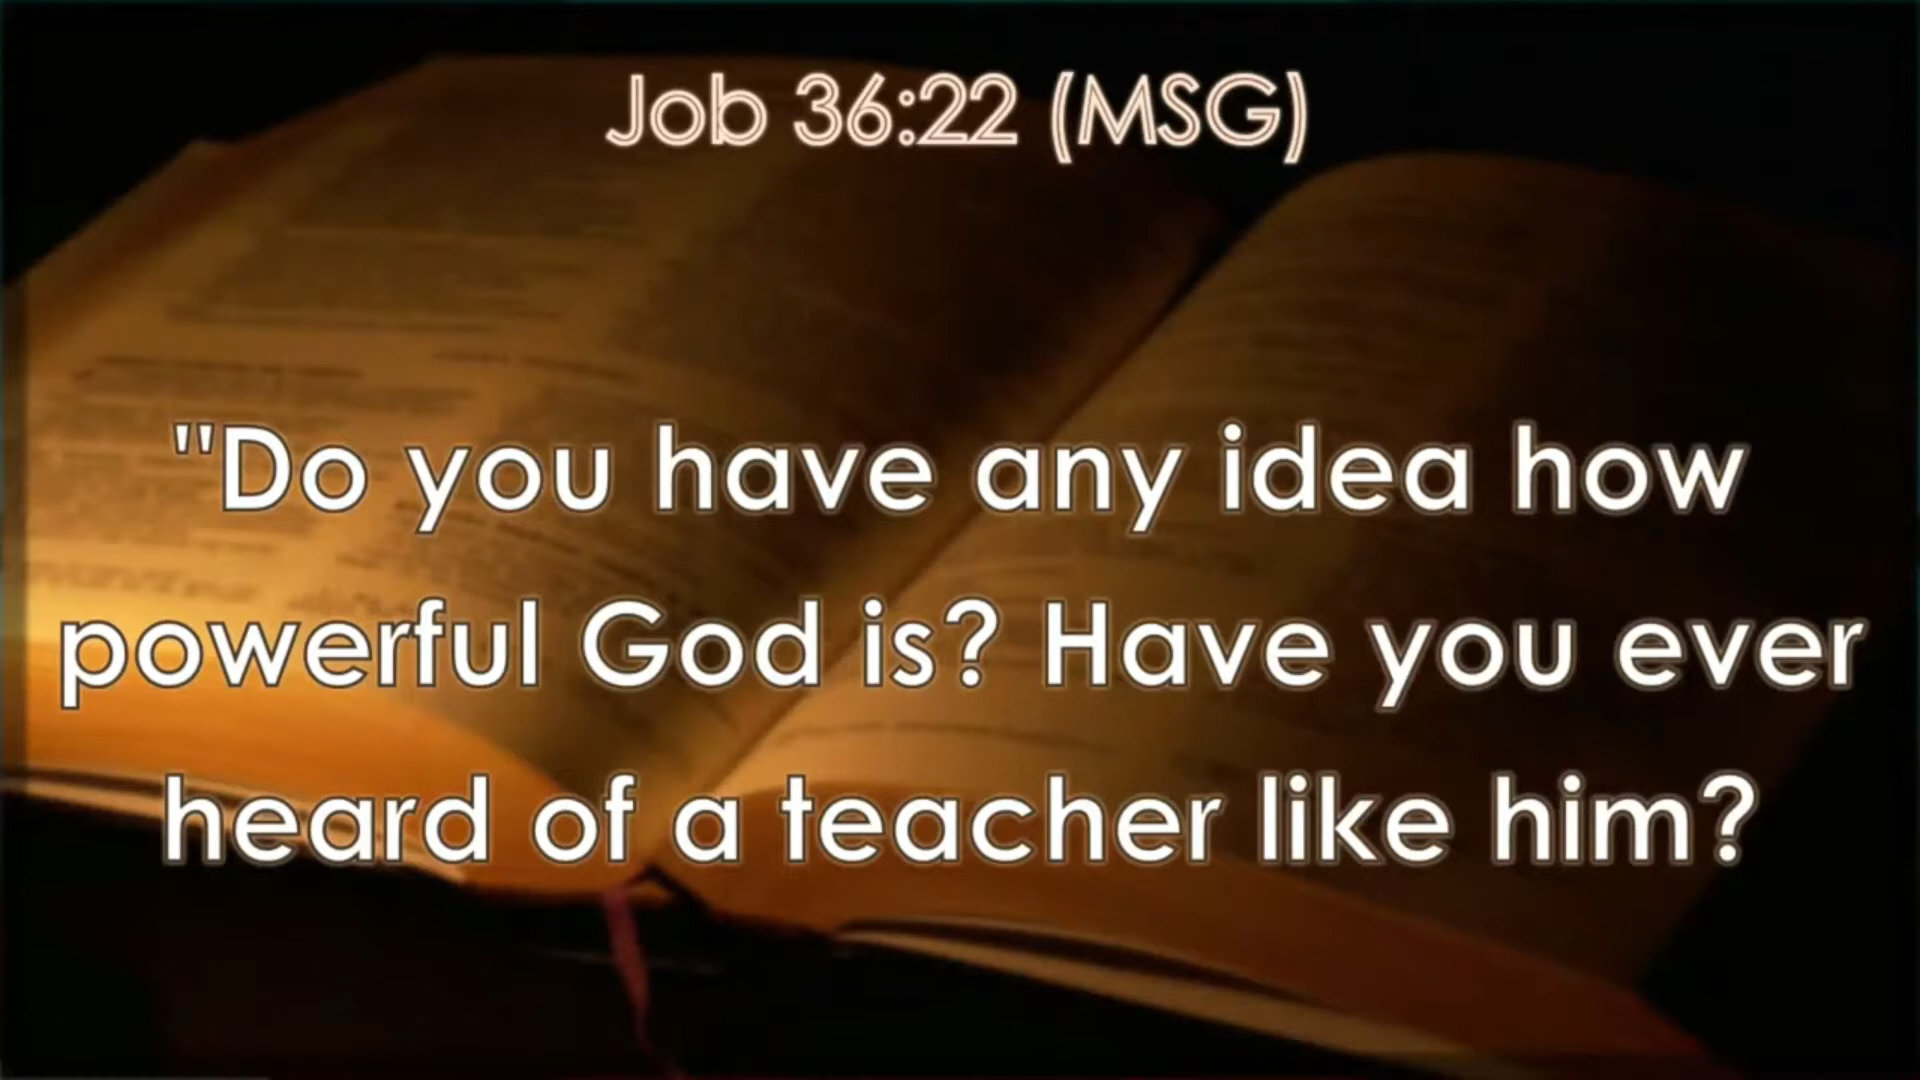 Job 36:22 (MSG)
"Do you have any idea how
powerful God is? Have you ever
heard of a teacher like him?